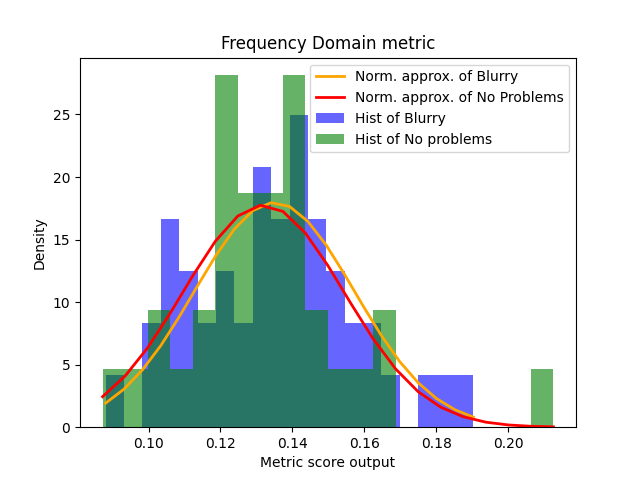 Frequency Domain metric
Norm. approx. of Blurry
Norm. approx. of No Problems
Hist of Blurry
Hist of No problems
Density
25
20
15
10
5
0
0.10 0.12 0.14 0.16 0.18 0.20
Metric score output